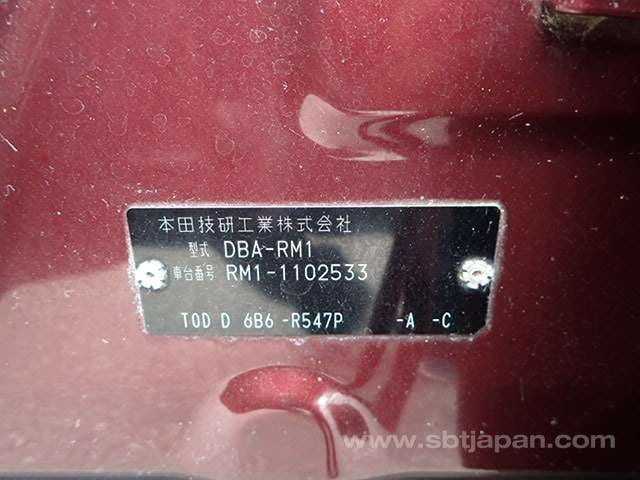 本田技研工業株式会社
型式 DBA-RM1
車台番号 RM1-1102533
TOD D 6B6 -R547P -A -C
www.sbtjapan.com